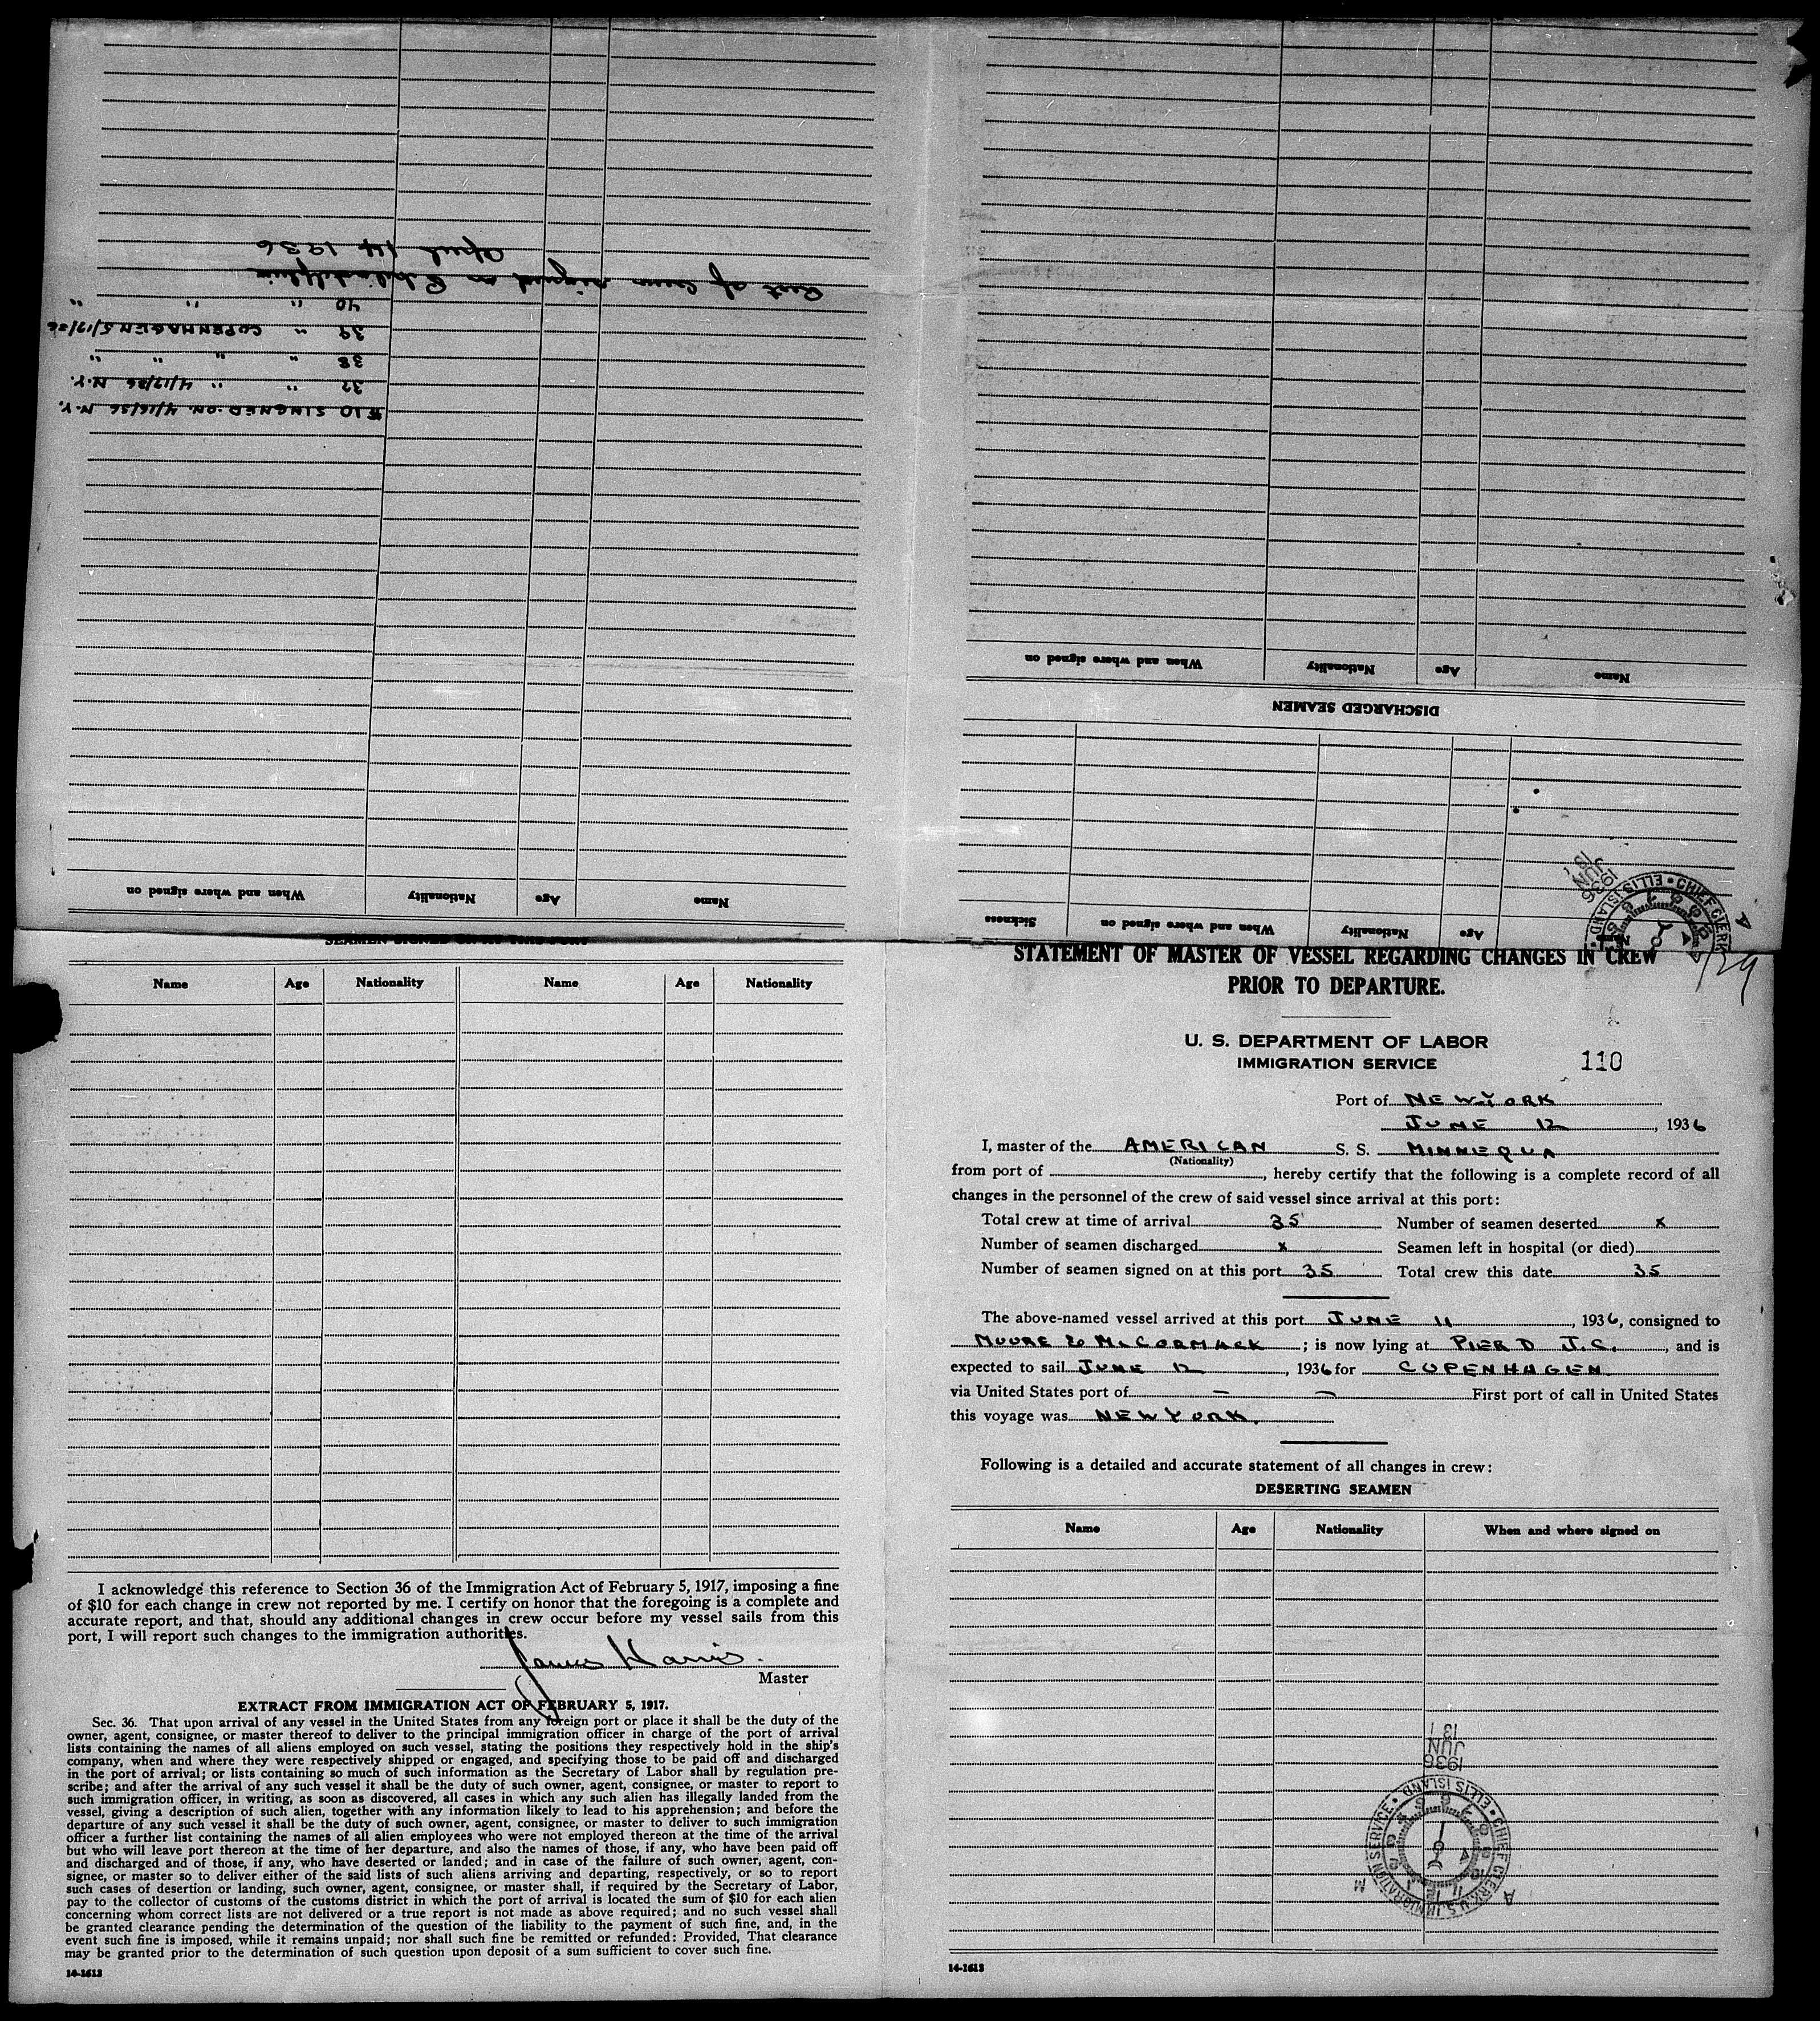 Name Age Nationality When and where signed on
#10 SINGNED ON 4/16/36 N.Y.
37 " " 4/17/36 N.Y.
38 " " " "
39 " COPENHAGEN 5/17/36
40 " " "
Rest of Crew signed on Philadelphia
April 14 1936
Sickness When and where signed on Nationality Age
DISCHARGED SEAMEN
Name Age Nationality When and where signed on
CHIEF CLERK
ELLIS ISLAND
JUN
1936
129
Name Age Nationality Name Age Nationality
I acknowledge this reference to Section 36 of the Immigration Act of February 5, 1917, imposing a fine
of $10 for each change in crew not reported by me. I certify on honor that the foregoing is a complete and
accurate report, and that, should any additional changes in crew occur before my vessel sails from this
port, I will report such changes to the immigration authorities.
James Harris.
Master
EXTRACT FROM IMMIGRATION ACT OF FEBRUARY 5, 1917.
Sec. 36. That upon arrival of any vessel in the United States from any foreign port or place it shall be the duty of the
owner, agent, consignee, or master thereof to deliver to the principal immigration officer in charge of the port of arrival
lists containing the names of all aliens employed on such vessel, stating the positions they respectively hold in the ship's
company, when and where they were respectively shipped or engaged, and specifying those to be paid off and discharged
in the port of arrival; or lists containing so much of such information as the Secretary of Labor shall by regulation pre-
scribe; and after the arrival of any such vessel it shall be the duty of such owner, agent, consignee, or master to report to
such immigration officer, in writing, as soon as discovered, all cases in which any such alien has illegally landed from the
vessel, giving a description of such alien, together with any information likely to lead to his apprehension; and before the
departure of any such vessel it shall be the duty of such owner, agent, consignee, or master to deliver to such immigration
officer a further list containing the names of all alien employees who were not employed thereon at the time of the arrival
but who will leave port thereon at the time of her departure, and also the names of those, if any, who have been paid off
and discharged and of those, if any, who have deserted or landed; and in case of the failure of such owner, agent, con-
signee, or master so to deliver either of the said lists of such aliens arriving and departing, respectively, or so to report
such cases of desertion or landing, such owner, agent, consignee, or master shall, if required by the Secretary of Labor,
pay to the collector of customs of the customs district in which the port of arrival is located the sum of $10 for each alien
concerning whom correct lists are not delivered or a true report is not made as above required; and no such vessel shall
be granted clearance pending the determination of the question of the liability to the payment of such fine, and, in the
event such fine is imposed, while it remains unpaid; nor shall such fine be remitted or refunded: Provided, That clearance
may be granted prior to the determination of such question upon deposit of a sum sufficient to cover such fine.
14-1613
STATEMENT OF MASTER OF VESSEL REGARDING CHANGES IN CREW
PRIOR TO DEPARTURE.
U. S. DEPARTMENT OF LABOR
IMMIGRATION SERVICE 110
Port of NEW-YORK
JUNE 12, 1936
I, master of the AMERICAN S. S. MINNEQUA
(Nationality)
from port of , hereby certify that the following is a complete record of all
changes in the personnel of the crew of said vessel since arrival at this port:
Total crew at time of arrival 35 Number of seamen deserted x
Number of seamen discharged x Seamen left in hospital (or died)
Number of seamen signed on at this port 35 Total crew this date 35
The above-named vessel arrived at this port JUNE 11, 1936, consigned to
MOORE & McCORMACK ; is now lying at PIER D J.C. , and is
expected to sail JUNE 12, 1936 for COPENHAGEN.
via United States port of — — First port of call in United States
this voyage was NEW YORK.
Following is a detailed and accurate statement of all changes in crew:
DESERTING SEAMEN
Name Age Nationality When and where signed on
13 1
JUN
1936
CHIEF CLERK U.S. IMMIGRATION SERVICE • ELLIS ISLAND
14-1613